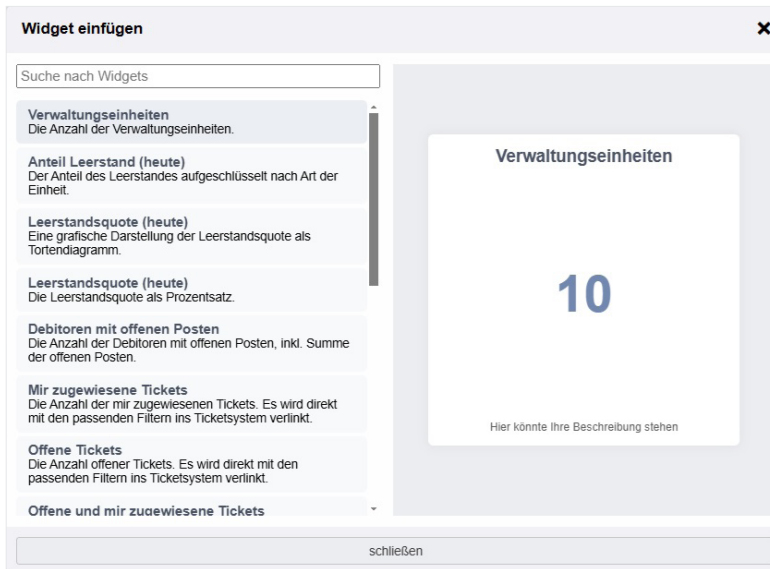 Widget einfügen
Suche nach Widgets
Verwaltungseinheiten
Die Anzahl der Verwaltungseinheiten.
Anteil Leerstand (heute)
Der Anteil des Leerstandes aufgeschlüsselt nach Art der
Einheit.
Leerstandsquote (heute)
Eine grafische Darstellung der Leerstandsquote als
Tortendiagramm.
Leerstandsquote (heute)
Die Leerstandsquote als Prozentsatz.
Debitoren mit offenen Posten
Die Anzahl der Debitoren mit offenen Posten, inkl. Summe
der offenen Posten.
Mir zugewiesene Tickets
Die Anzahl der mir zugewiesenen Tickets. Es wird direkt
mit den passenden Filtern ins Ticketsystem verlinkt.
Offene Tickets
Die Anzahl offener Tickets. Es wird direkt mit den
passenden Filtern ins Ticketsystem verlinkt.
Offene und mir zugewiesene Tickets
Verwaltungseinheiten
10
Hier könnte Ihre Beschreibung stehen
schließen